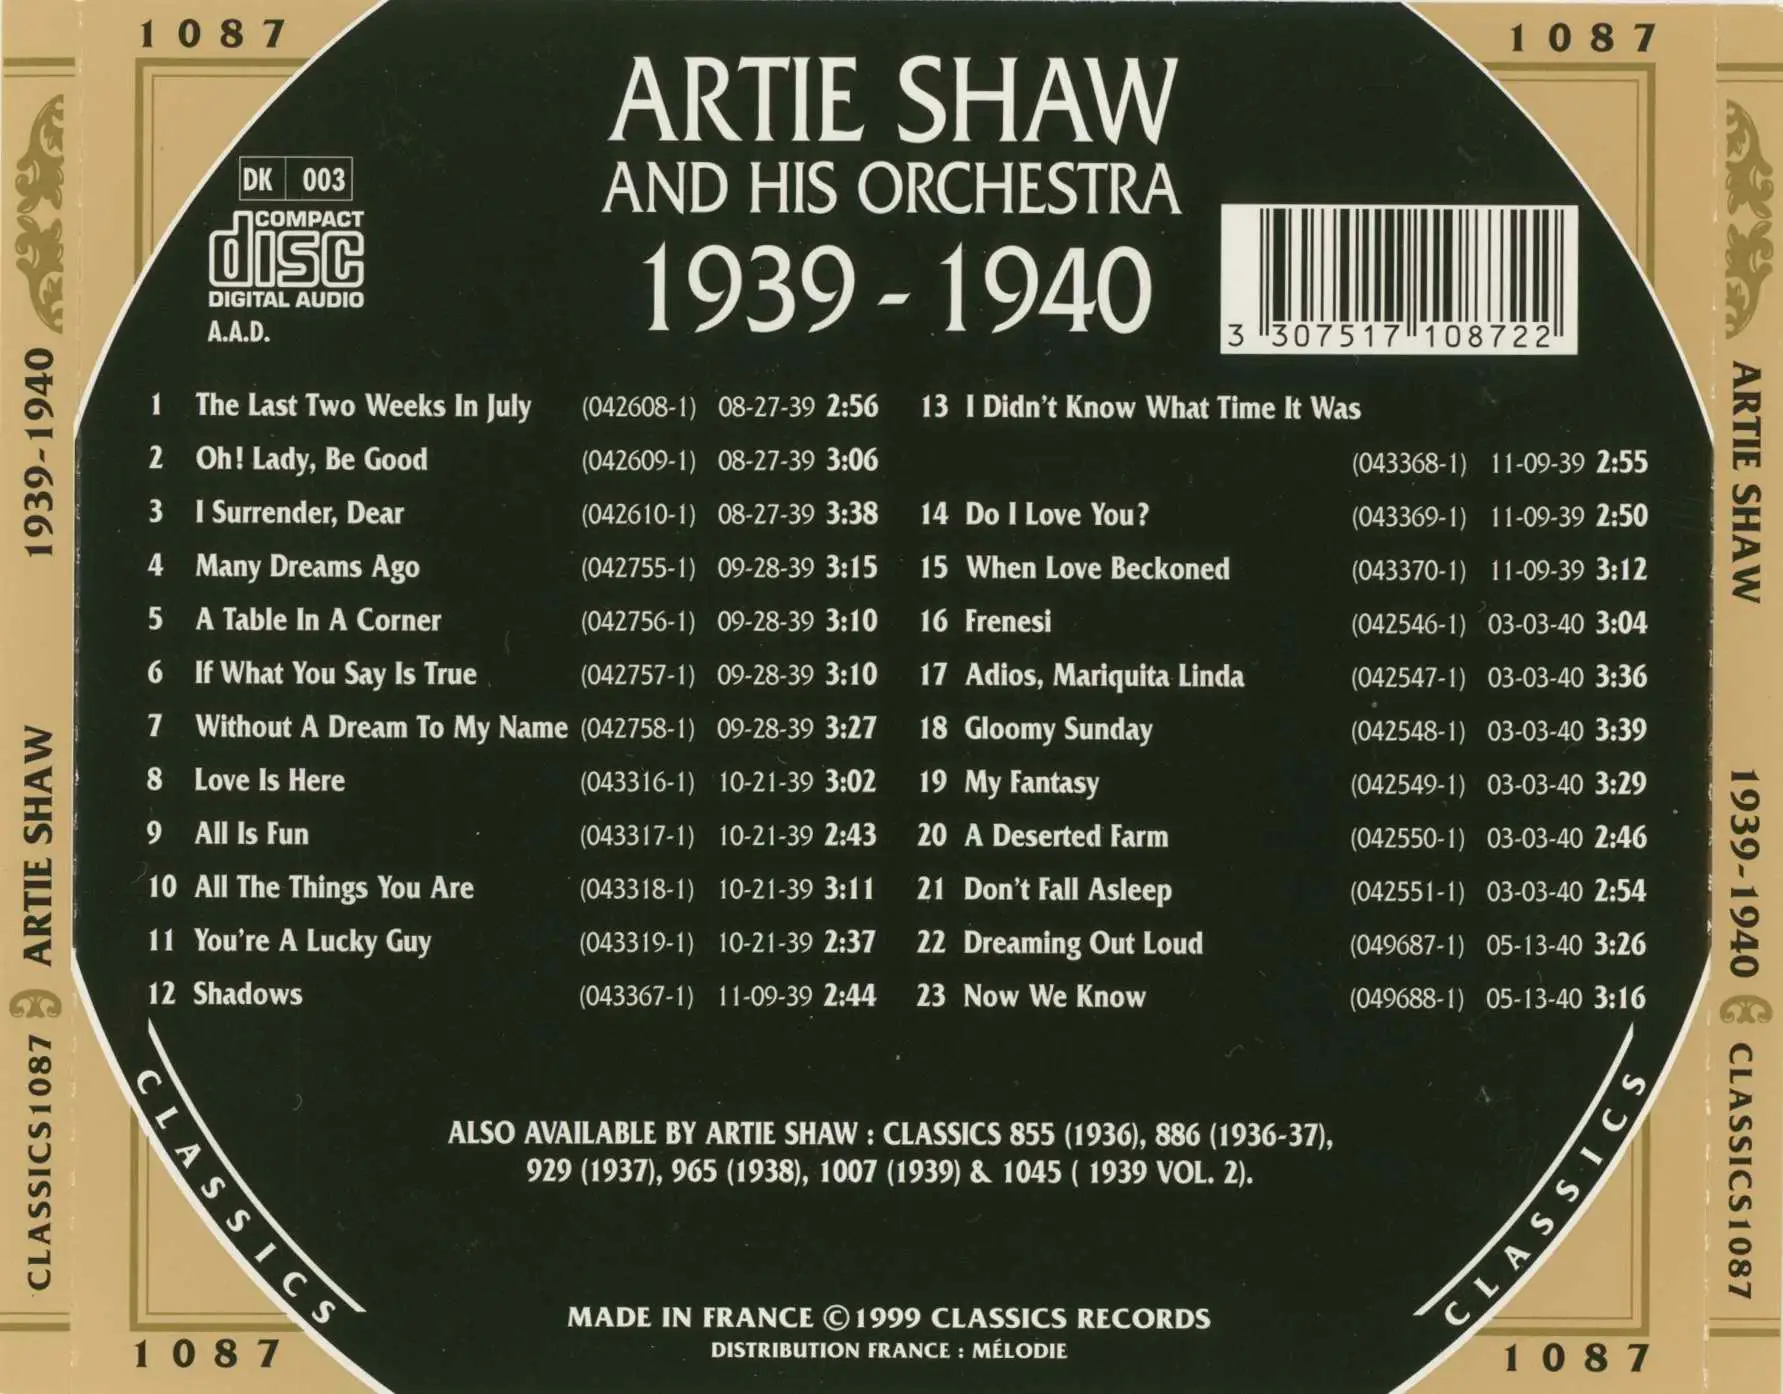 1087
1087
ARTIE SHAW
AND HIS ORCHESTRA
1939 - 1940
DK 003
COMPACT
disc
DIGITAL AUDIO
A.A.D.
3 307517 108722
1 The Last Two Weeks In July (042608-1) 08-27-39 2:56
2 Oh! Lady, Be Good (042609-1) 08-27-39 3:06
3 I Surrender, Dear (042610-1) 08-27-39 3:38
4 Many Dreams Ago (042755-1) 09-28-39 3:15
5 A Table In A Corner (042756-1) 09-28-39 3:10
6 If What You Say Is True (042757-1) 09-28-39 3:10
7 Without A Dream To My Name (042758-1) 09-28-39 3:27
8 Love Is Here (043316-1) 10-21-39 3:02
9 All Is Fun (043317-1) 10-21-39 2:43
10 All The Things You Are (043318-1) 10-21-39 3:11
11 You're A Lucky Guy (043319-1) 10-21-39 2:37
12 Shadows (043367-1) 11-09-39 2:44
13 I Didn't Know What Time It Was
(043368-1) 11-09-39 2:55
14 Do I Love You? (043369-1) 11-09-39 2:50
15 When Love Beckoned (043370-1) 11-09-39 3:12
16 Frenesi (042546-1) 03-03-40 3:04
17 Adios, Mariquita Linda (042547-1) 03-03-40 3:36
18 Gloomy Sunday (042548-1) 03-03-40 3:39
19 My Fantasy (042549-1) 03-03-40 3:29
20 A Deserted Farm (042550-1) 03-03-40 2:46
21 Don't Fall Asleep (042551-1) 03-03-40 2:54
22 Dreaming Out Loud (049687-1) 05-13-40 3:26
23 Now We Know (049688-1) 05-13-40 3:16
CLASSICS
CLASSICS
ALSO AVAILABLE BY ARTIE SHAW : CLASSICS 855 (1936), 886 (1936-37),
929 (1937), 965 (1938), 1007 (1939) & 1045 ( 1939 VOL. 2).
MADE IN FRANCE ©1999 CLASSICS RECORDS
DISTRIBUTION FRANCE : MÉLODIE
1087
1087
CLASSICS1087 ARTIE SHAW 1939-1940
ARTIE SHAW 1939-1940 CLASSICS1087